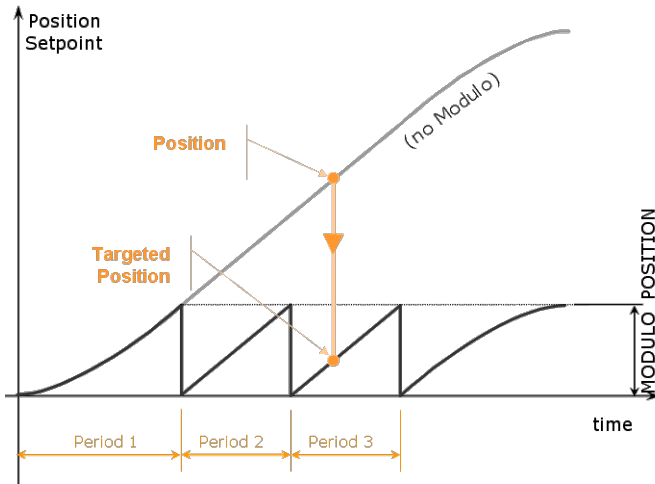 Position
Setpoint
(no Modulo)
Position
Targeted
Position
MODULO POSITION
time
Period 1
Period 2
Period 3